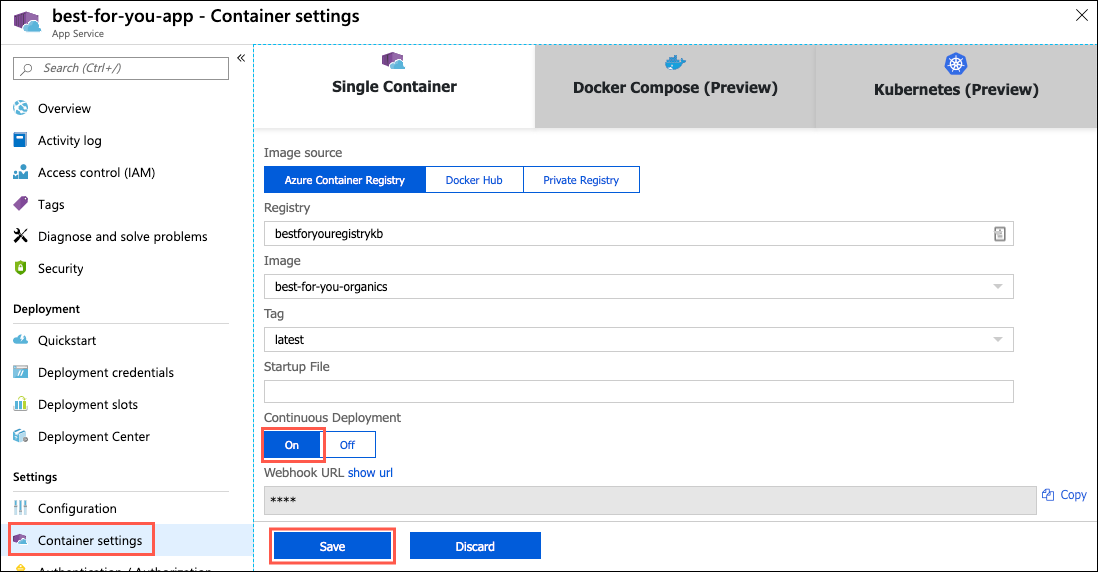 best-for-you-app - Container settings
App Service
Search (Ctrl+/)
«
Overview
Activity log
Access control (IAM)
Tags
Diagnose and solve problems
Security
Deployment
Quickstart
Deployment credentials
Deployment slots
Deployment Center
Settings
Configuration
Container settings
Authentication / Authorization
Single Container
Docker Compose (Preview)
Kubernetes (Preview)
Image source
Azure Container Registry Docker Hub Private Registry
Registry
bestforyouregistrykb
Image
best-for-you-organics
Tag
latest
Startup File
Continuous Deployment
On Off
Webhook URL show url
****
Copy
Save Discard